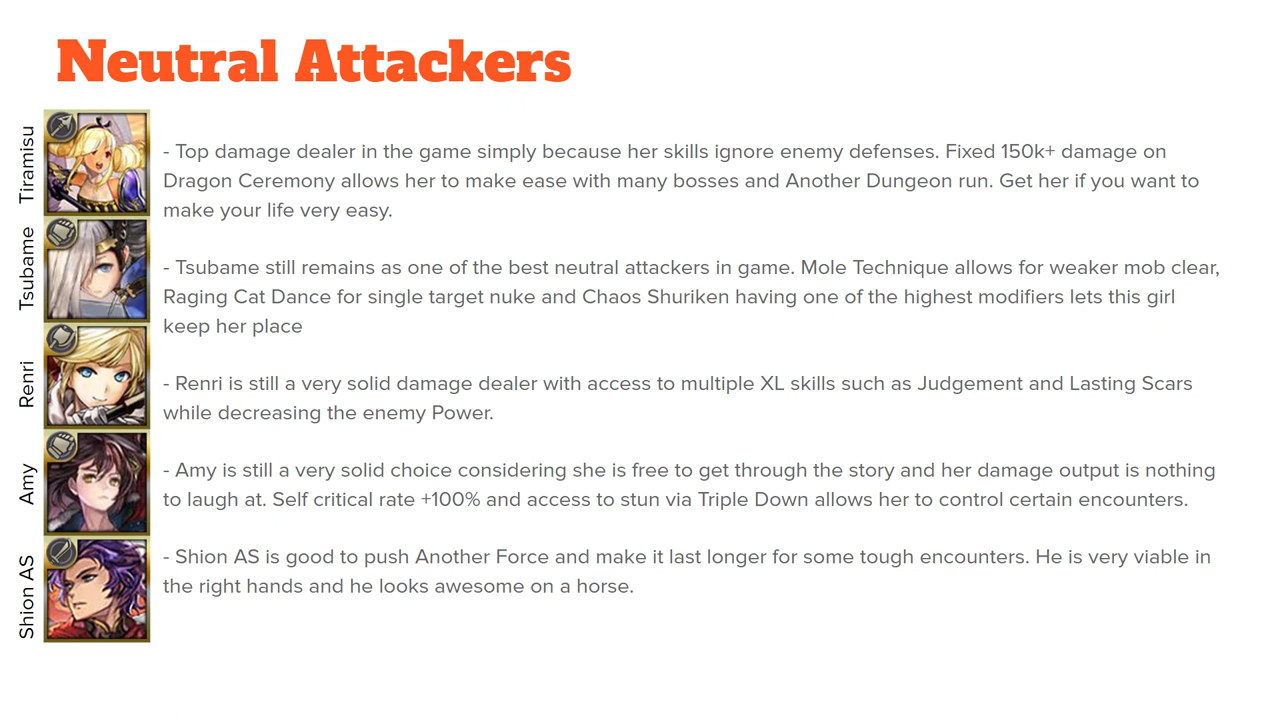 Neutral Attackers
Tiramisu
- Top damage dealer in the game simply because her skills ignore enemy defenses. Fixed 150k+ damage on
Dragon Ceremony allows her to make ease with many bosses and Another Dungeon run. Get her if you want to
make your life very easy.
Tsubame
- Tsubame still remains as one of the best neutral attackers in game. Mole Technique allows for weaker mob clear,
Raging Cat Dance for single target nuke and Chaos Shuriken having one of the highest modifiers lets this girl
keep her place
Renri
- Renri is still a very solid damage dealer with access to multiple XL skills such as Judgement and Lasting Scars
while decreasing the enemy Power.
Amy
- Amy is still a very solid choice considering she is free to get through the story and her damage output is nothing
to laugh at. Self critical rate +100% and access to stun via Triple Down allows her to control certain encounters.
Shion AS
- Shion AS is good to push Another Force and make it last longer for some tough encounters. He is very viable in
the right hands and he looks awesome on a horse.